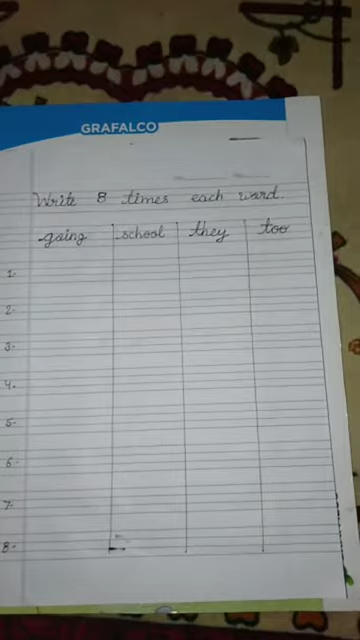 GRAFALCO
Write 8 times each word.
going school they too
1.
2.
3.
4.
5.
6.
7.
8.